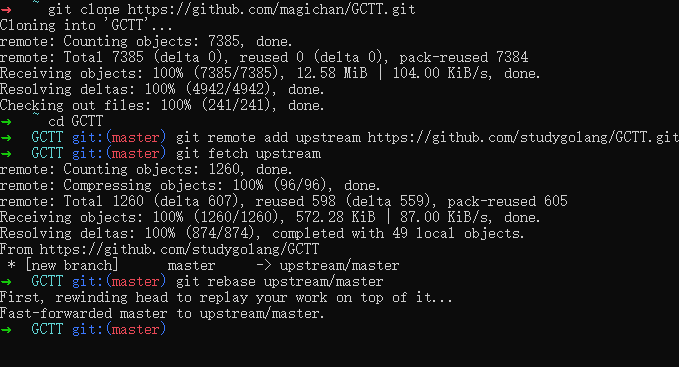 ➜ ~ git clone https://github.com/magichan/GCTT.git
Cloning into 'GCTT'...
remote: Counting objects: 7385, done.
remote: Total 7385 (delta 0), reused 0 (delta 0), pack-reused 7384
Receiving objects: 100% (7385/7385), 12.58 MiB | 104.00 KiB/s, done.
Resolving deltas: 100% (4942/4942), done.
Checking out files: 100% (241/241), done.
➜ ~ cd GCTT
➜ GCTT git:(master) git remote add upstream https://github.com/studygolang/GCTT.git
➜ GCTT git:(master) git fetch upstream
remote: Counting objects: 1260, done.
remote: Compressing objects: 100% (96/96), done.
remote: Total 1260 (delta 607), reused 598 (delta 559), pack-reused 605
Receiving objects: 100% (1260/1260), 572.28 KiB | 87.00 KiB/s, done.
Resolving deltas: 100% (874/874), completed with 49 local objects.
From https://github.com/studygolang/GCTT
* [new branch] master -> upstream/master
➜ GCTT git:(master) git rebase upstream/master
First, rewinding head to replay your work on top of it...
Fast-forwarded master to upstream/master.
➜ GCTT git:(master)